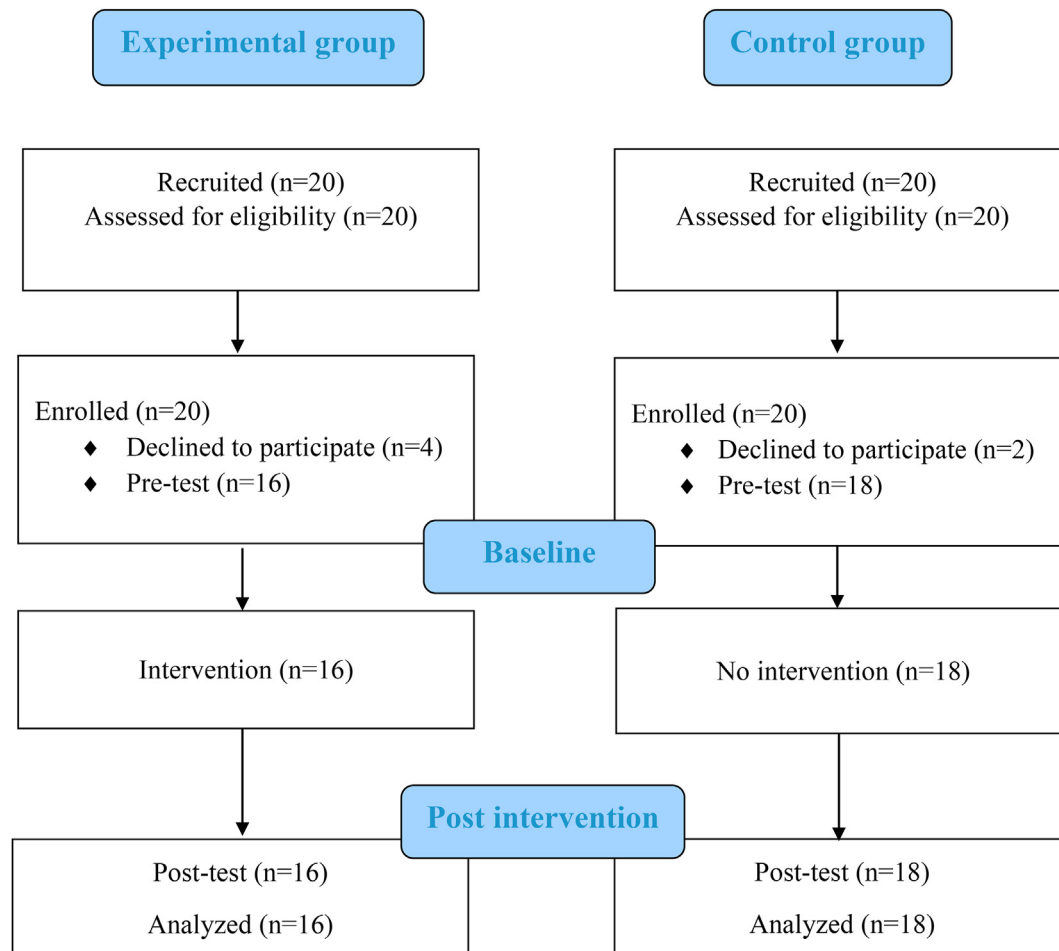 Experimental group
Control group
Recruited (n=20)
Assessed for eligibility (n=20)
Recruited (n=20)
Assessed for eligibility (n=20)
Enrolled (n=20)
♦ Declined to participate (n=4)
♦ Pre-test (n=16)
Enrolled (n=20)
♦ Declined to participate (n=2)
♦ Pre-test (n=18)
Baseline
Intervention (n=16)
No intervention (n=18)
Post intervention
Post-test (n=16)
Analyzed (n=16)
Post-test (n=18)
Analyzed (n=18)